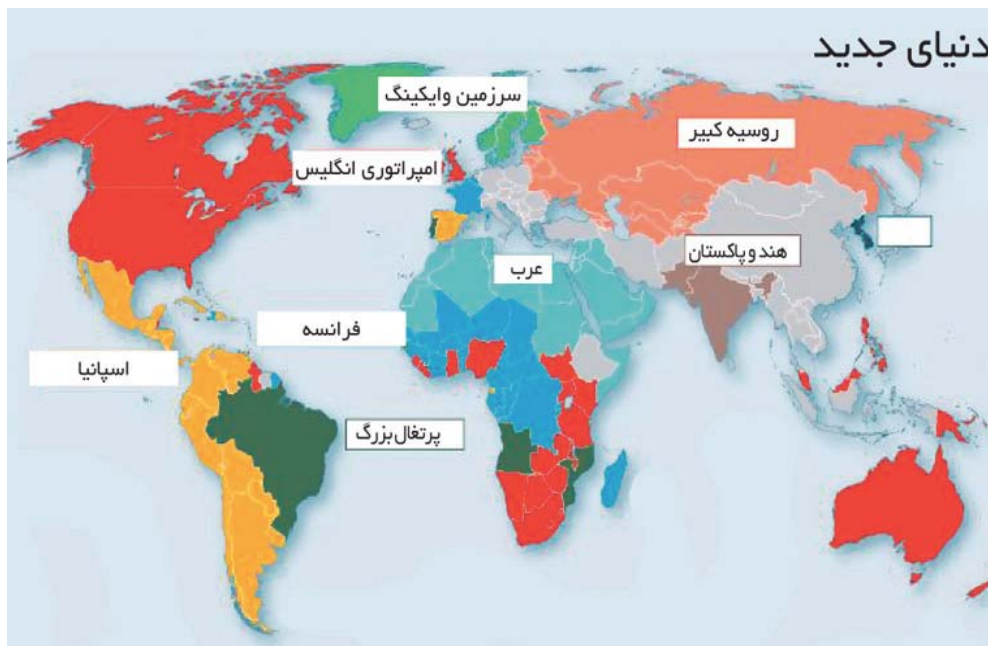 دنیای جدید
سرزمین وایکینگ
روسیه کبیر
امپراتوری انگلیس
هند و پاکستان
عرب
فرانسه
اسپانیا
پرتغال بزرگ